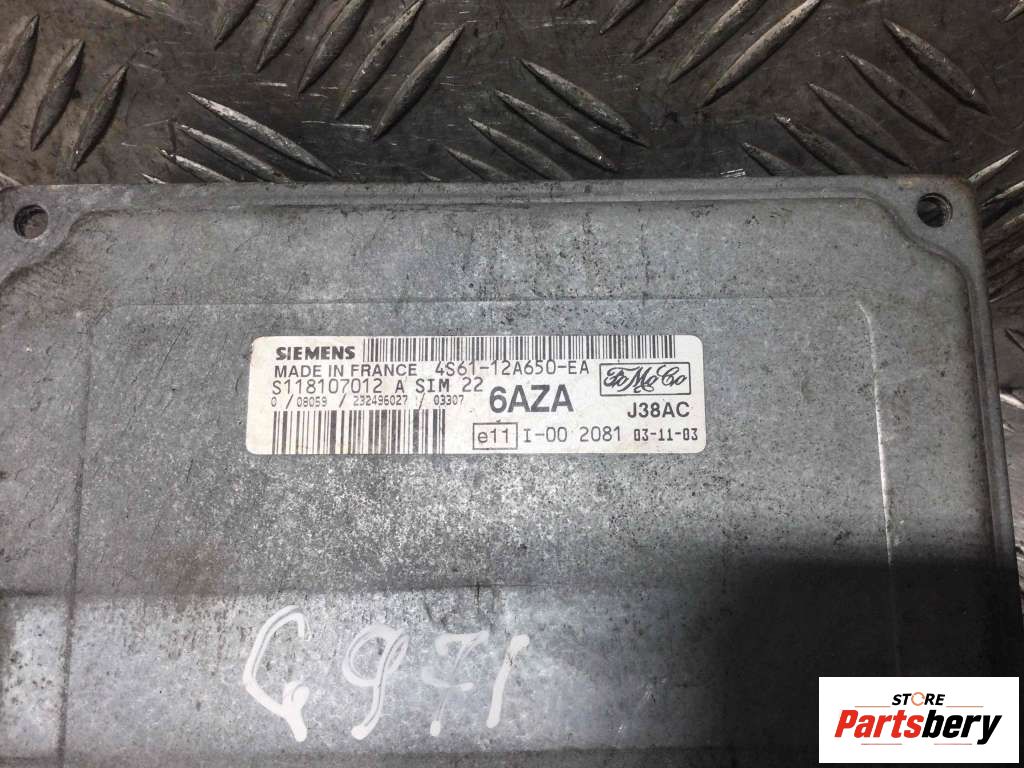 SIEMENS
MADE IN FRANCE 4S61-12A650-EA
S118107012 A SIM 22
FoMoCo
0 / 08059 / 232496027 / 03307
6AZA
J38AC
e11 I-00 2081 03-11-03
STORE
Partsbery